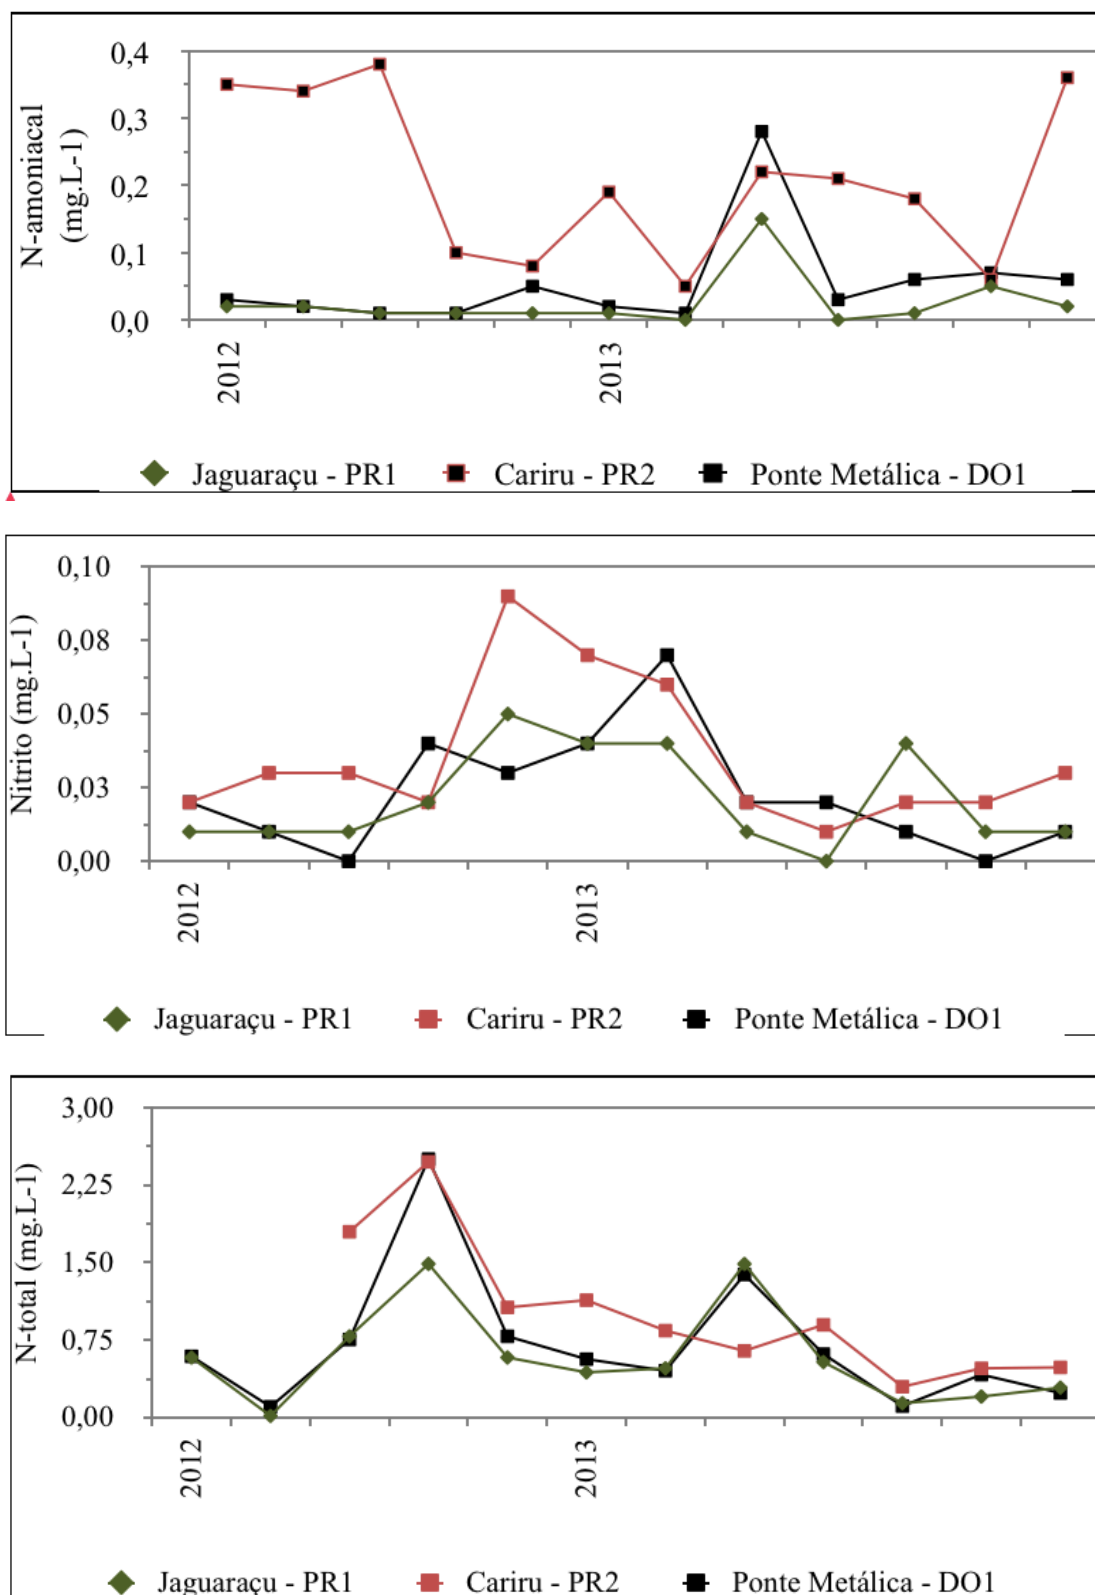 N-amoniacal
(mg.L-1)
0,4
0,3
0,2
0,1
0,0
2012
2013
Jaguaraçu - PR1
Cariru - PR2
Ponte Metálica - DO1
Nitrito (mg.L-1)
0,10
0,08
0,05
0,03
0,00
2012
2013
Jaguaraçu - PR1
Cariru - PR2
Ponte Metálica - DO1
N-total (mg.L-1)
3,00
2,25
1,50
0,75
0,00
2012
2013
Jaguaraçu - PR1
Cariru - PR2
Ponte Metálica - DO1